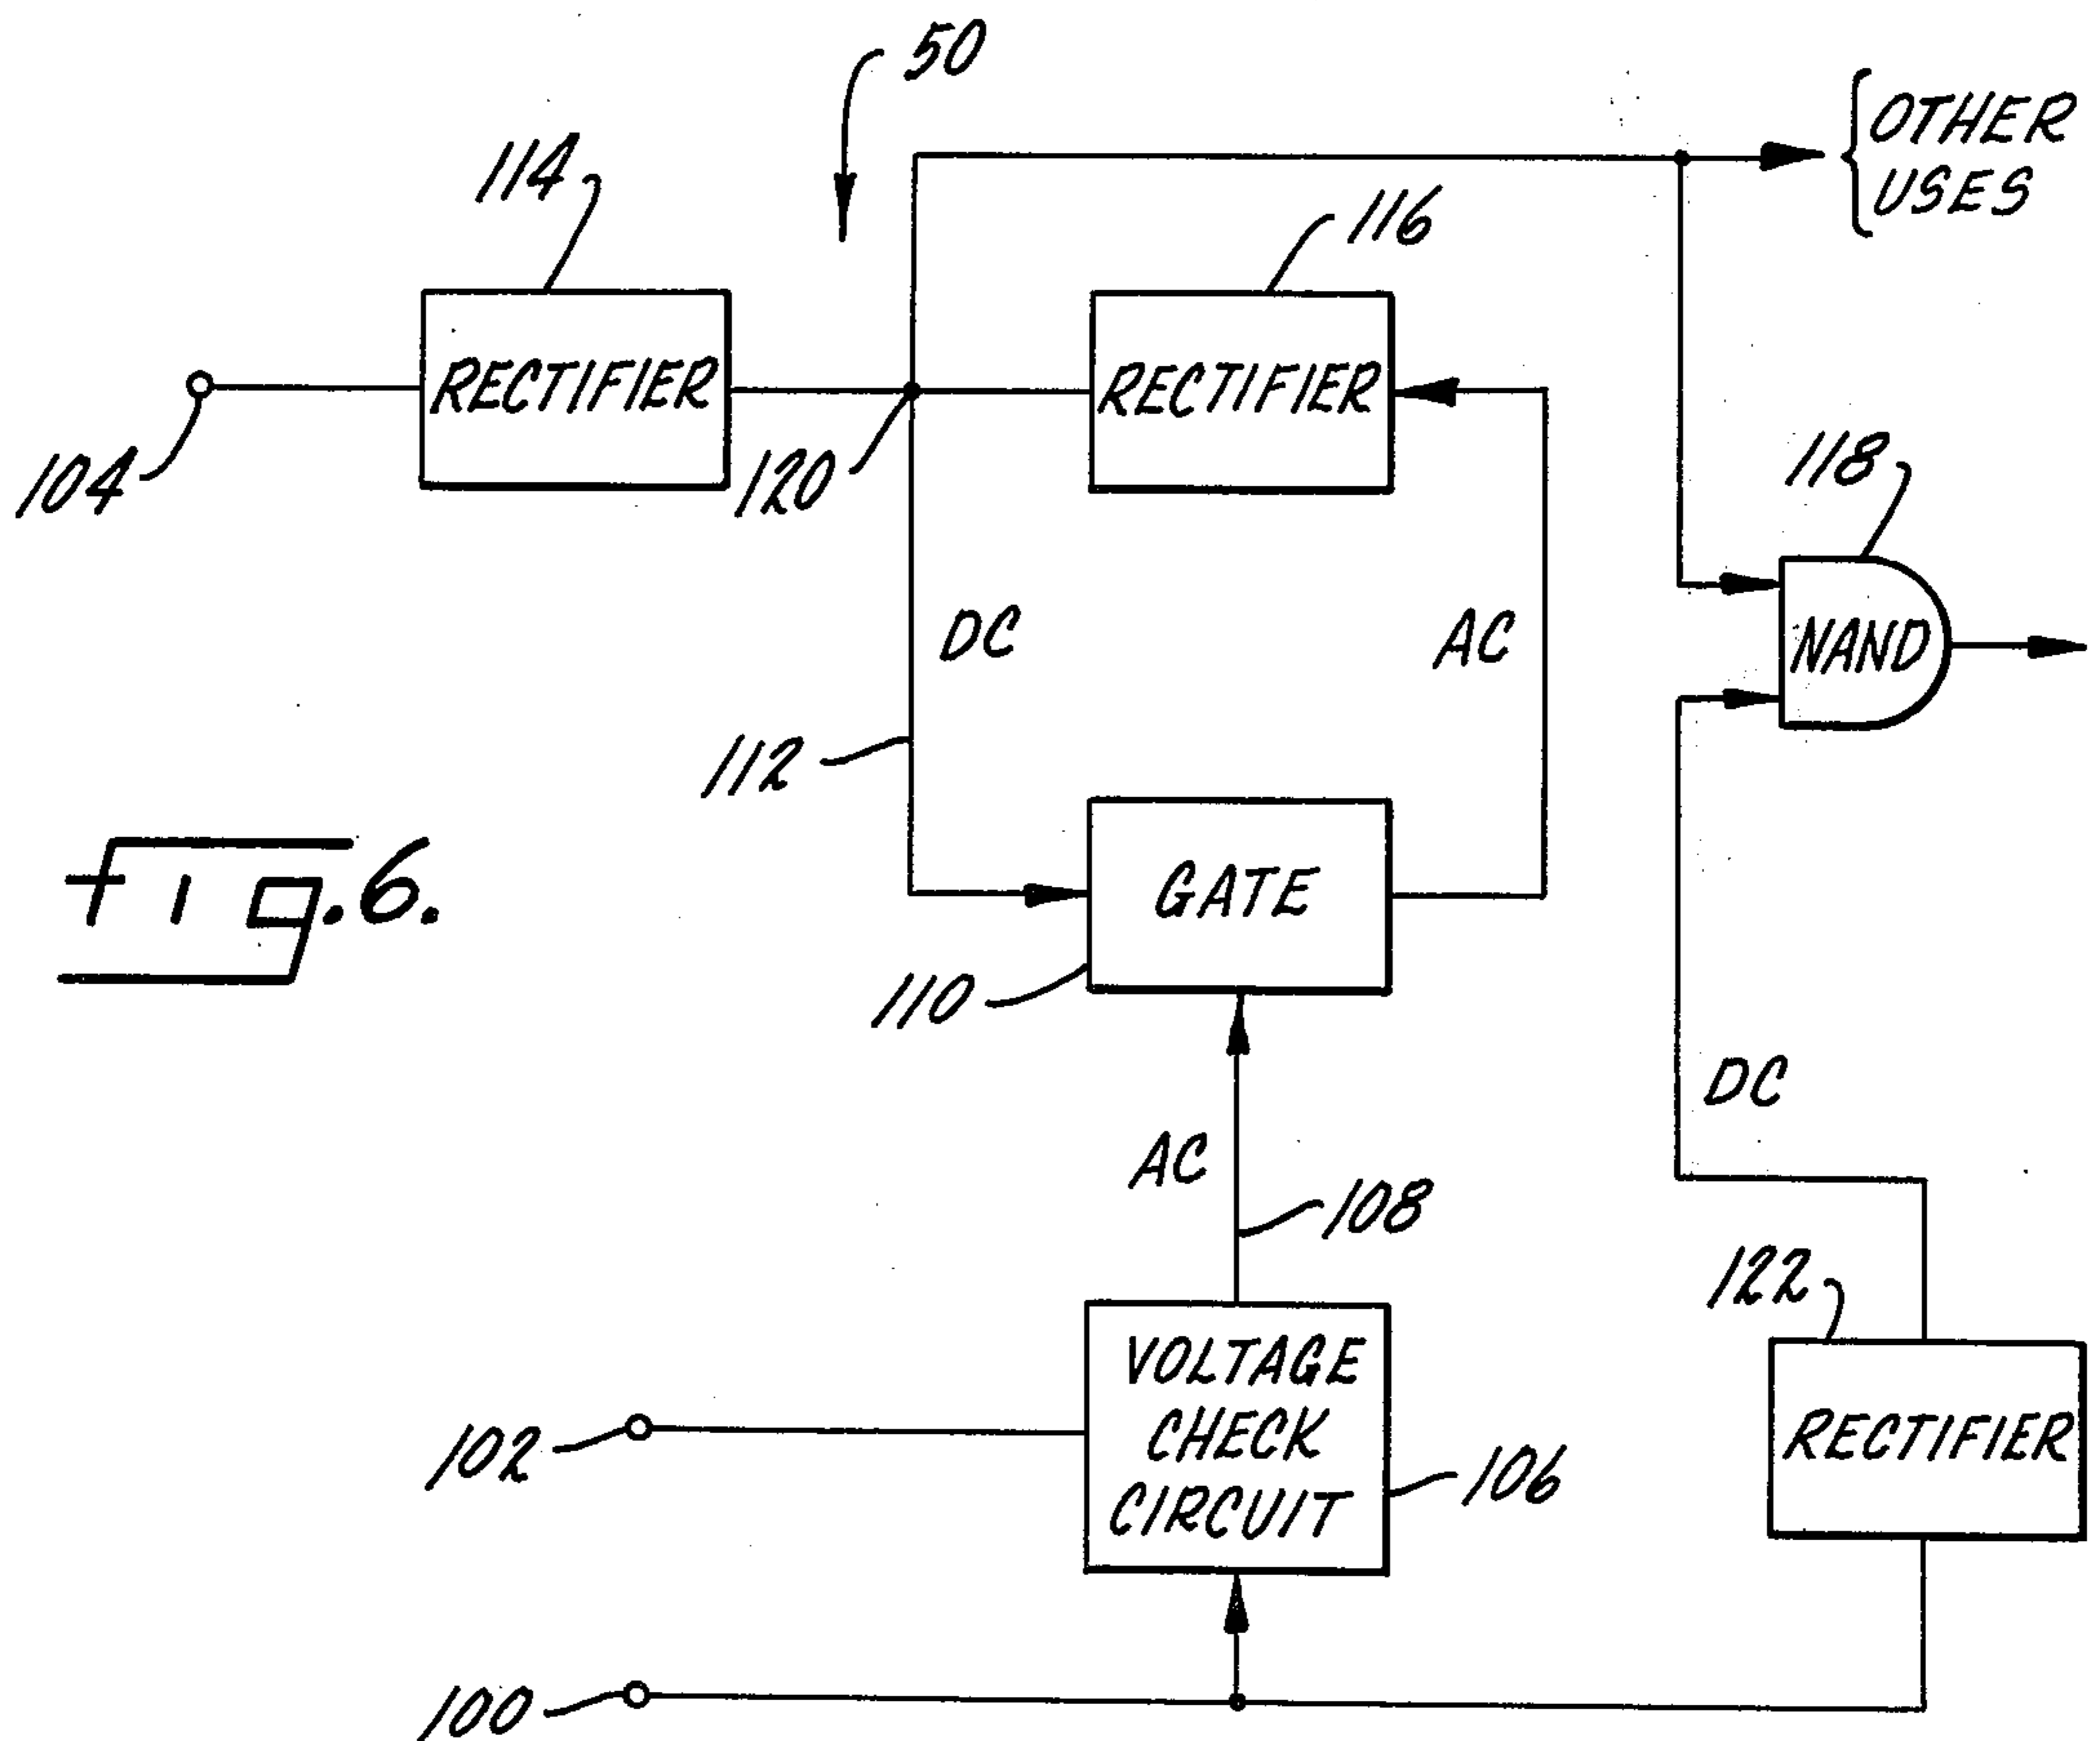 50
OTHER
USES
114
116
RECTIFIER
RECTIFIER
104
120
118
NAND
DC
AC
112
GATE
Fig. 6.
110
DC
AC
108
122
VOLTAGE
CHECK
CIRCUIT
RECTIFIER
102
106
100